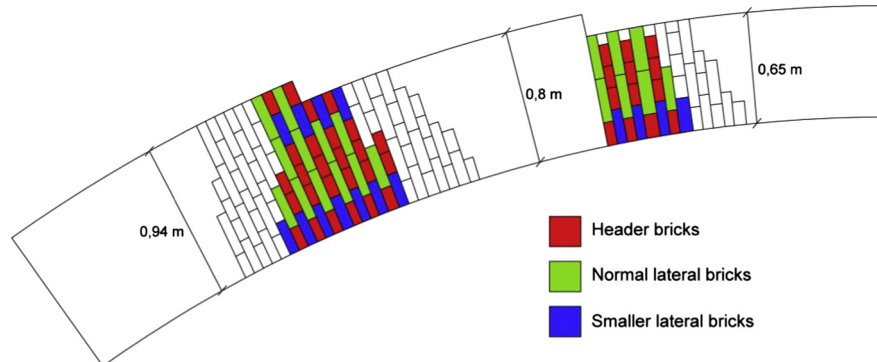 0,65 m
0,8 m
0,94 m
Header bricks
Normal lateral bricks
Smaller lateral bricks